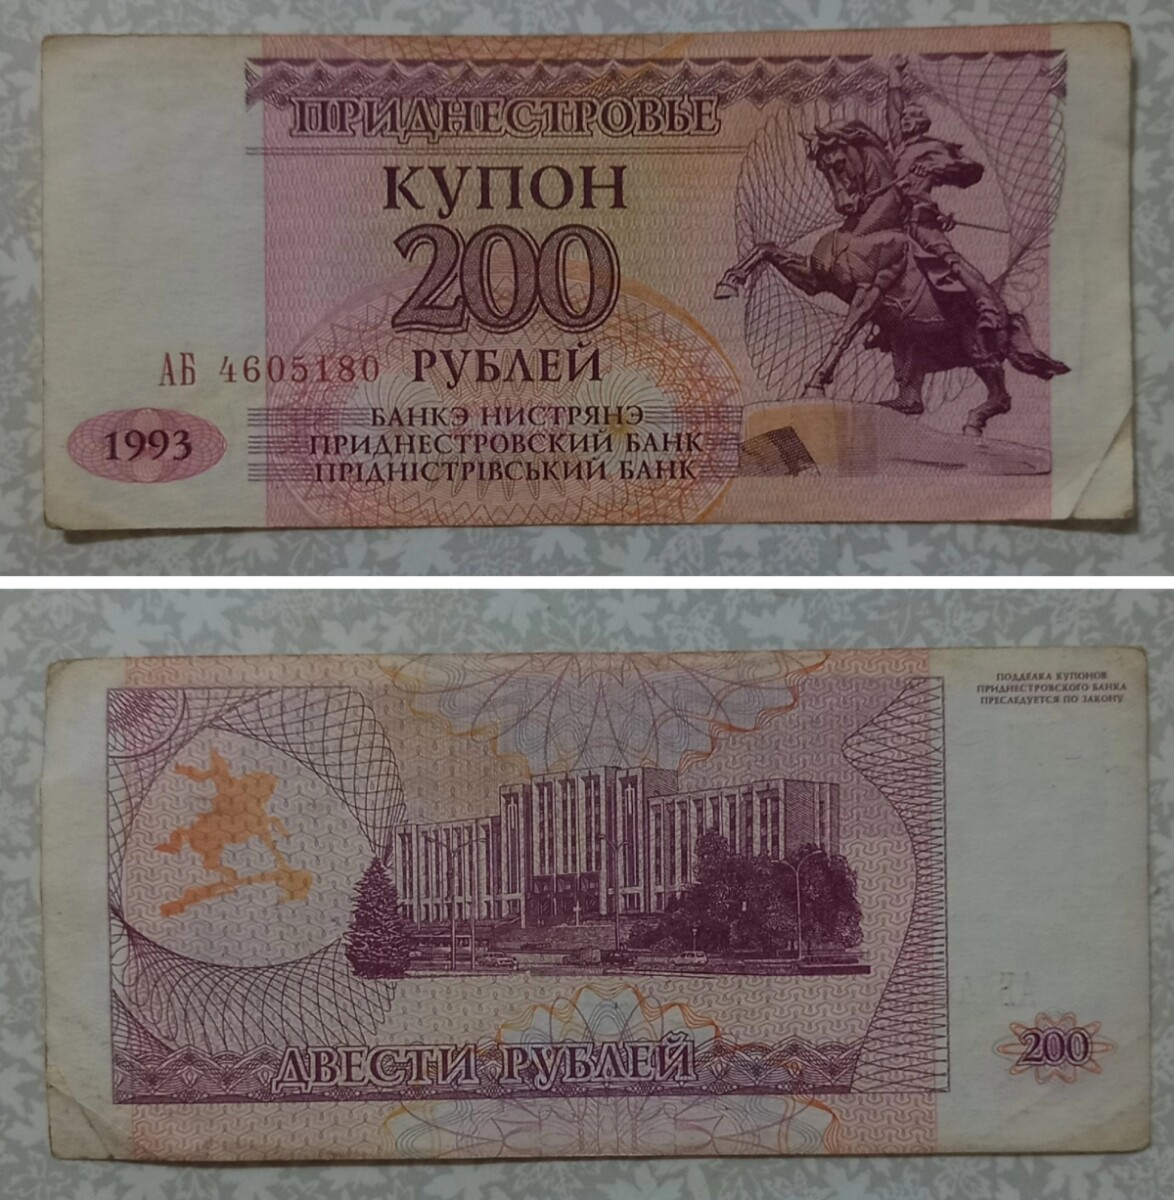 ПРИДНЕСТРОВЬЕ
КУПОН
200
РУБЛЕЙ
АБ 4605180
1993
БАНКЭ НИСТРЯНЭ
ПРИДНЕСТРОВСКИЙ БАНК
ПРІДНІСТРІВСЬКИЙ БАНК
ПОДДЕЛКА КУПОНОВ
ПРИДНЕСТРОВСКОГО БАНКА
ПРЕСЛЕДУЕТСЯ ПО ЗАКОНУ
200
ДВЕСТИ РУБЛЕЙ